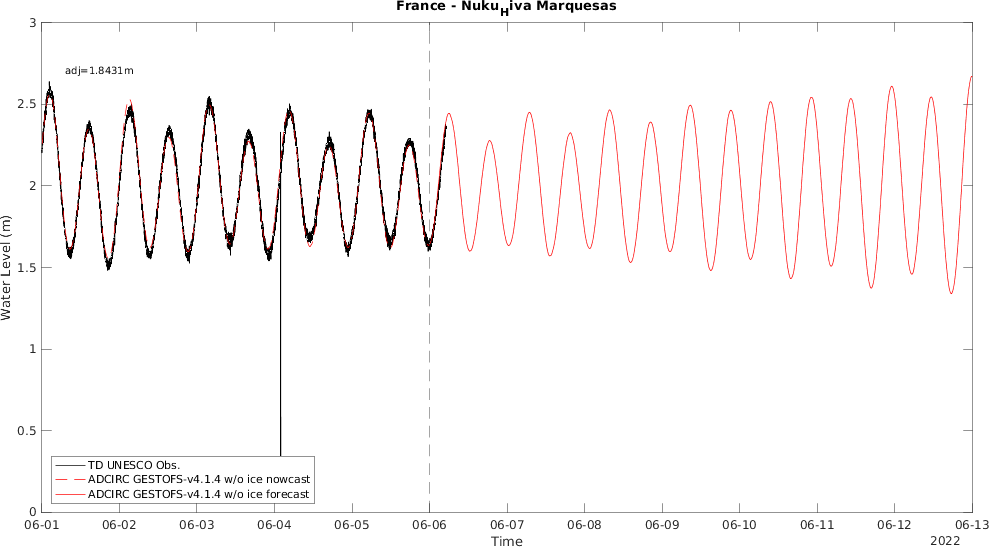 France - Nuku_Hiva Marquesas
3
adj=1.8431m
2.5
2
1.5
1
0.5
0
Water Level (m)
TD UNESCO Obs.
ADCIRC GESTOFS-v4.1.4 w/o ice nowcast
ADCIRC GESTOFS-v4.1.4 w/o ice forecast
06-01 06-02 06-03 06-04 06-05 06-06 06-07 06-08 06-09 06-10 06-11 06-12 06-13
Time
2022